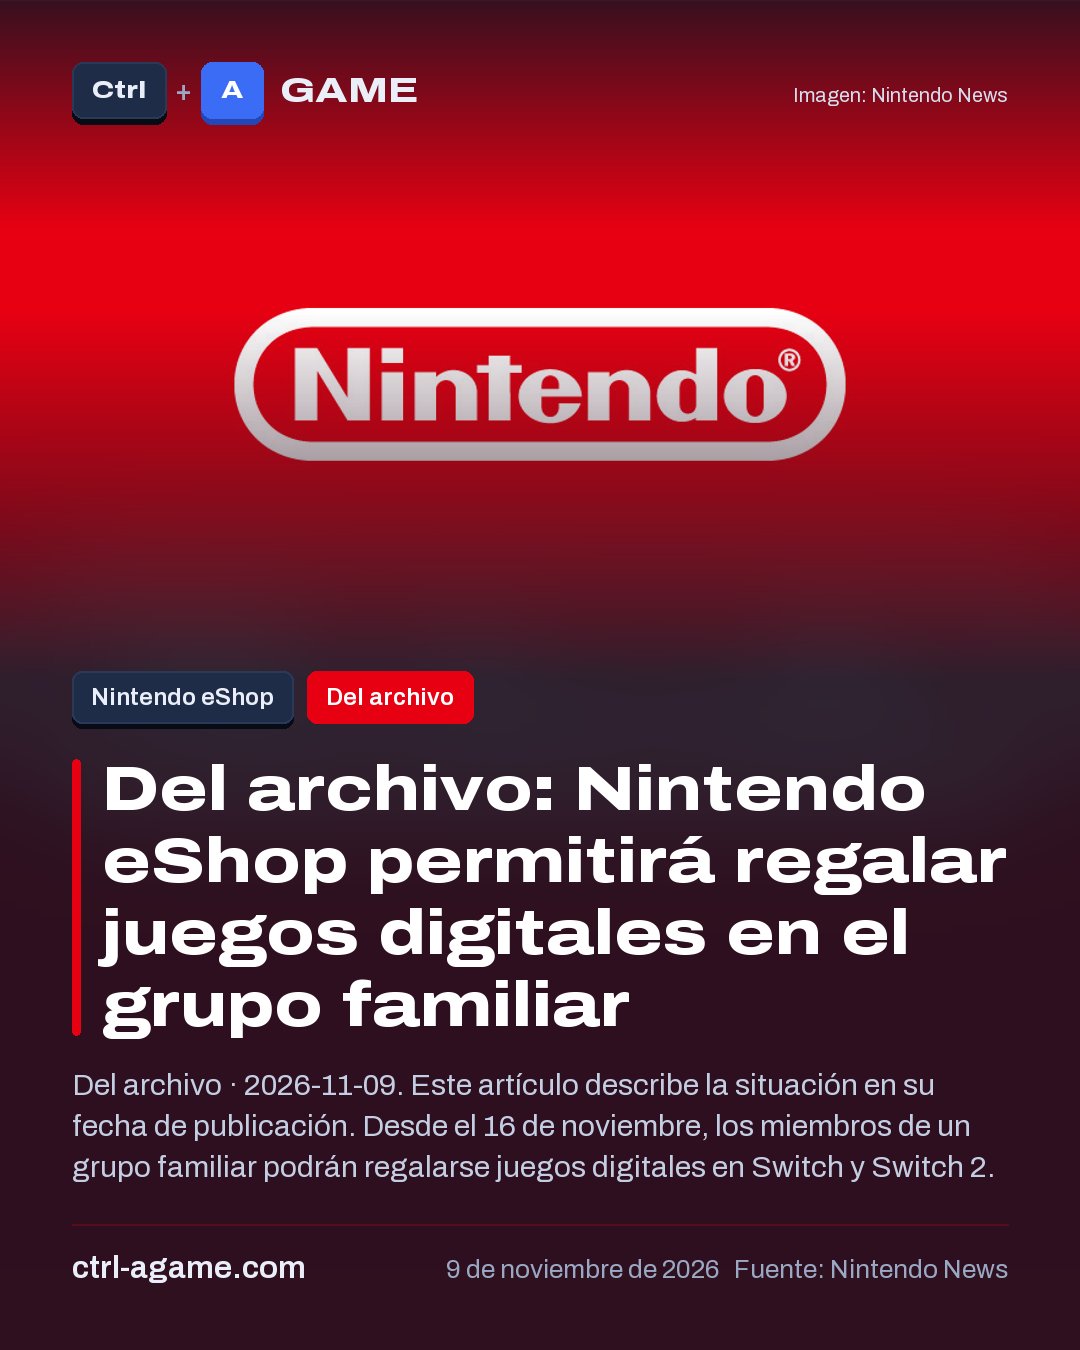 Ctrl + A GAME
Imagen: Nintendo News
Nintendo®
Nintendo eShop
Del archivo
Del archivo: Nintendo
eShop permitirá regalar
juegos digitales en el
grupo familiar
Del archivo · 2026-11-09. Este artículo describe la situación en su
fecha de publicación. Desde el 16 de noviembre, los miembros de un
grupo familiar podrán regalarse juegos digitales en Switch y Switch 2.
ctrl-agame.com
9 de noviembre de 2026 Fuente: Nintendo News